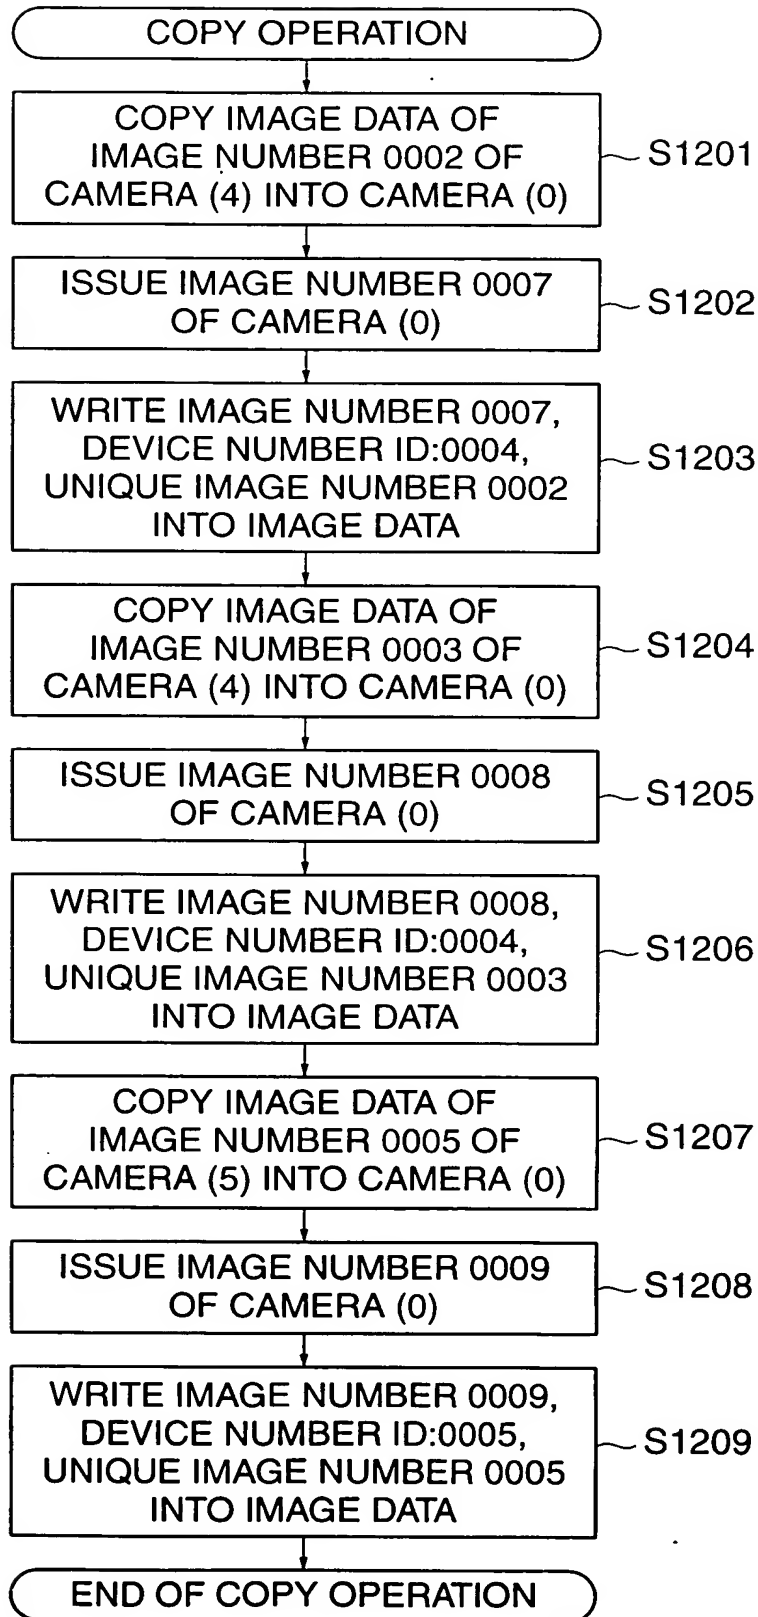 COPY OPERATION
COPY IMAGE DATA OF
IMAGE NUMBER 0002 OF
CAMERA (4) INTO CAMERA (0)
S1201
ISSUE IMAGE NUMBER 0007
OF CAMERA (0)
S1202
WRITE IMAGE NUMBER 0007,
DEVICE NUMBER ID:0004,
UNIQUE IMAGE NUMBER 0002
INTO IMAGE DATA
S1203
COPY IMAGE DATA OF
IMAGE NUMBER 0003 OF
CAMERA (4) INTO CAMERA (0)
S1204
ISSUE IMAGE NUMBER 0008
OF CAMERA (0)
S1205
WRITE IMAGE NUMBER 0008,
DEVICE NUMBER ID:0004,
UNIQUE IMAGE NUMBER 0003
INTO IMAGE DATA
S1206
COPY IMAGE DATA OF
IMAGE NUMBER 0005 OF
CAMERA (5) INTO CAMERA (0)
S1207
ISSUE IMAGE NUMBER 0009
OF CAMERA (0)
S1208
WRITE IMAGE NUMBER 0009,
DEVICE NUMBER ID:0005,
UNIQUE IMAGE NUMBER 0005
INTO IMAGE DATA
S1209
END OF COPY OPERATION